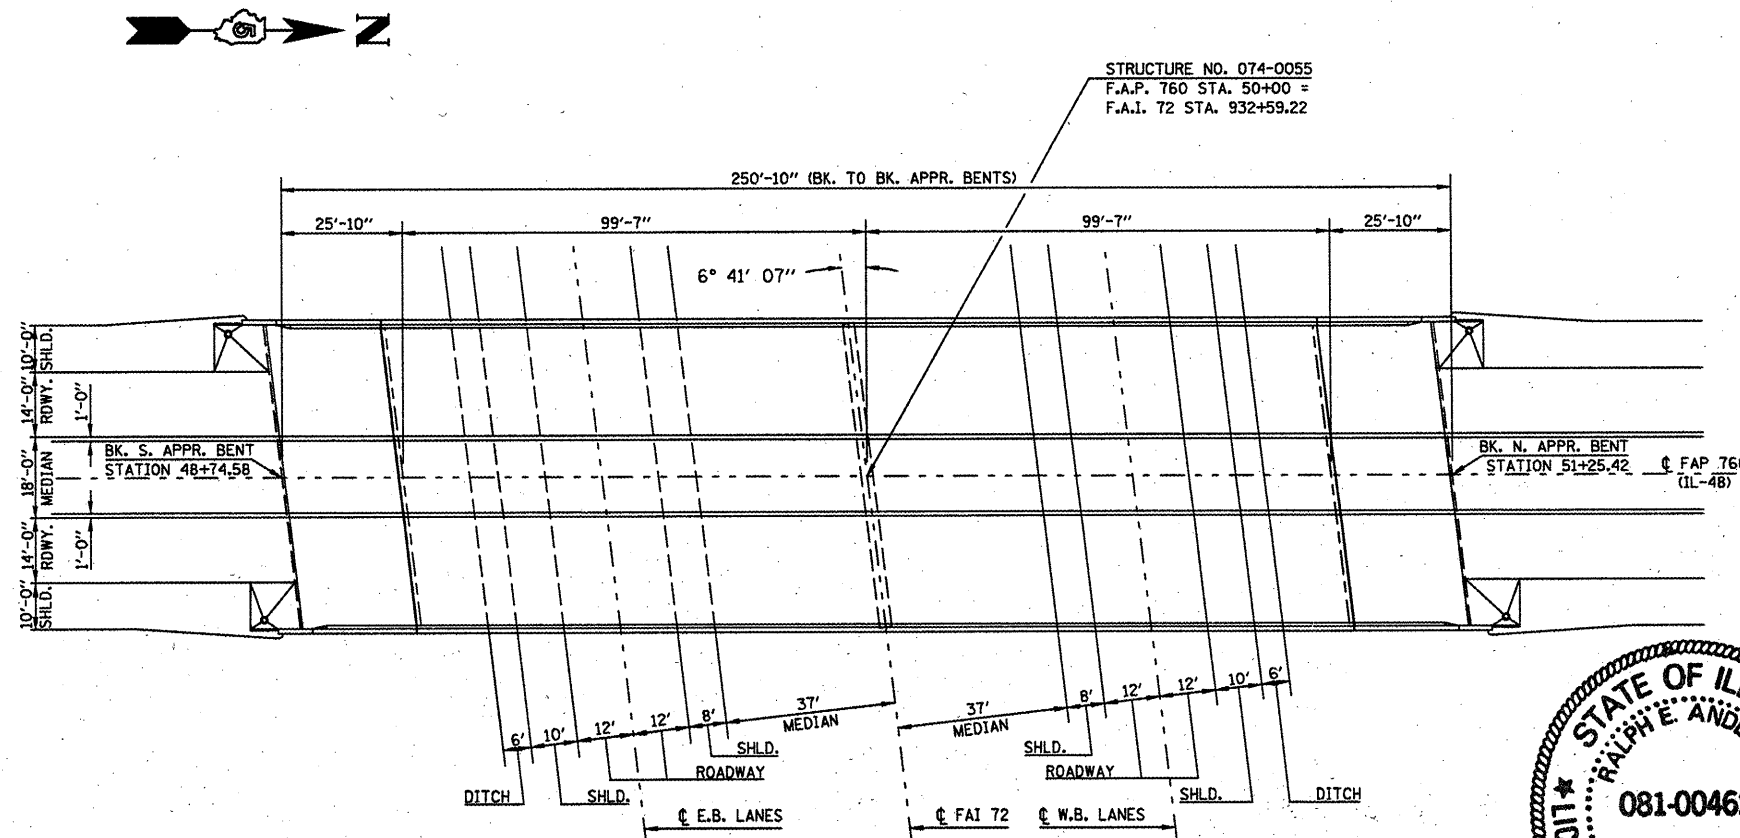 N
STRUCTURE NO. 074-0055
F.A.P. 760 STA. 50+00 =
F.A.I. 72 STA. 932+59.22
250'-10" (BK. TO BK. APPR. BENTS)
25'-10" 99'-7" 99'-7" 25'-10"
6° 41' 07"
10'-0" SHLD.
14'-0" RDWY.
1'-0"
18'-0" MEDIAN
14'-0" RDWY.
1'-0"
10'-0" SHLD.
BK. S. APPR. BENT
STATION 48+74.58
BK. N. APPR. BENT
STATION 51+25.42
℄ FAP 760
(IL-48)
6' 10' 12' 12' 8' 37'
MEDIAN
37' 8' 12' 12' 10' 6'
MEDIAN
SHLD.
ROADWAY
DITCH
SHLD.
SHLD.
ROADWAY
SHLD.
DITCH
℄ E.B. LANES
℄ FAI 72
℄ W.B. LANES
STATE OF IL
RALPH E. AND
081-0046